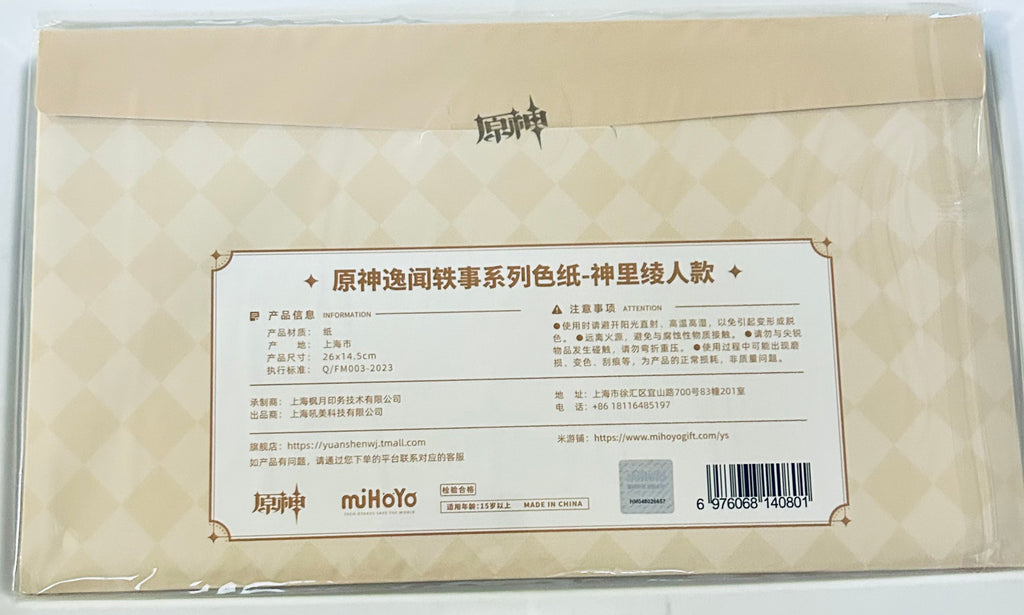 原神
原神逸闻轶事系列色纸-神里绫人款
产品信息 INFORMATION
产品材质： 纸
产 地： 上海市
产品尺寸： 26x14.5cm
执行标准： Q/FM003-2023
注意事项 ATTENTION
●使用时请避开阳光直射、高温高湿，以免引起变形或脱
色。 ●远离火源，避免与腐蚀性物质接触。 ●请勿与尖锐
物品发生碰触，请勿弯折重压。 ●使用过程中可能出现磨
损、变色、刮痕等，为产品的正常损耗，非质量问题。
承制商： 上海枫月印务技术有限公司
出品商： 上海吼美科技有限公司
地 址： 上海市徐汇区宜山路700号83幢201室
电 话： +86 18116485197
旗舰店：https://yuanshenwj.tmall.com
如产品有问题，请通过您下单的平台联系对应的客服
米游铺：https://www.mihoyogift.com/ys
原神
miHoYo
TECH OTAKUS SAVE THE WORLD
检验合格
适用年龄：15岁以上 MADE IN CHINA
6 976068 140801